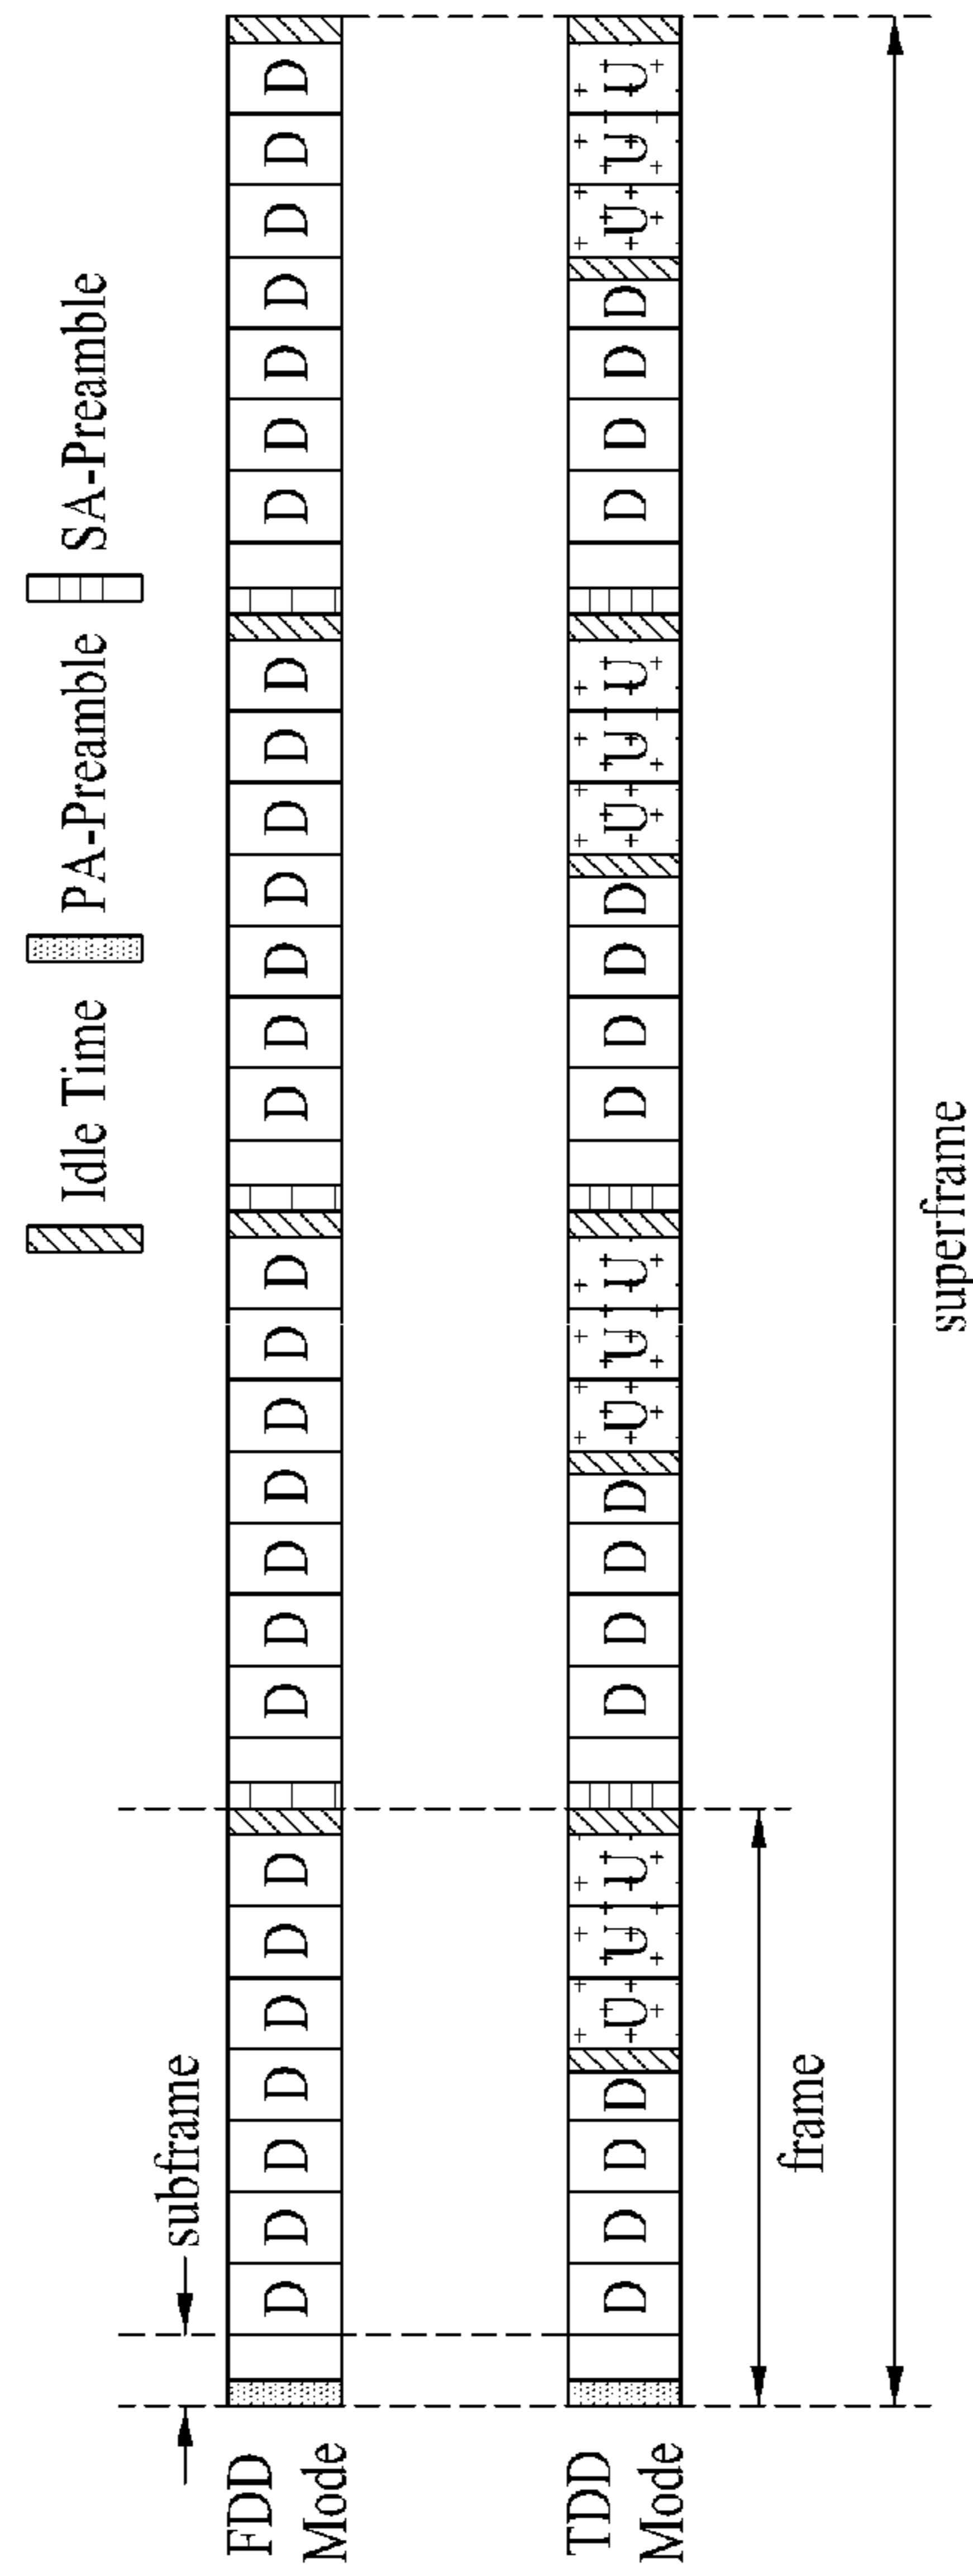 Idle Time PA-Preamble SA-Preamble
subframe
FDD
Mode
D D D D D D D D D D D D D D D D D D D D D D D D D D D D
TDD
Mode
D D D D U U U D D D D U U U D D D D U U U D D D D U U U
frame
superframe